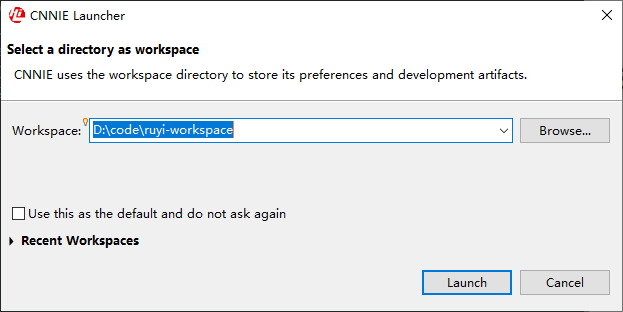 CNNIE Launcher
Select a directory as workspace
CNNIE uses the workspace directory to store its preferences and development artifacts.
Workspace: D:\code\ruyi-workspace Browse...
Use this as the default and do not ask again
Recent Workspaces
Launch Cancel